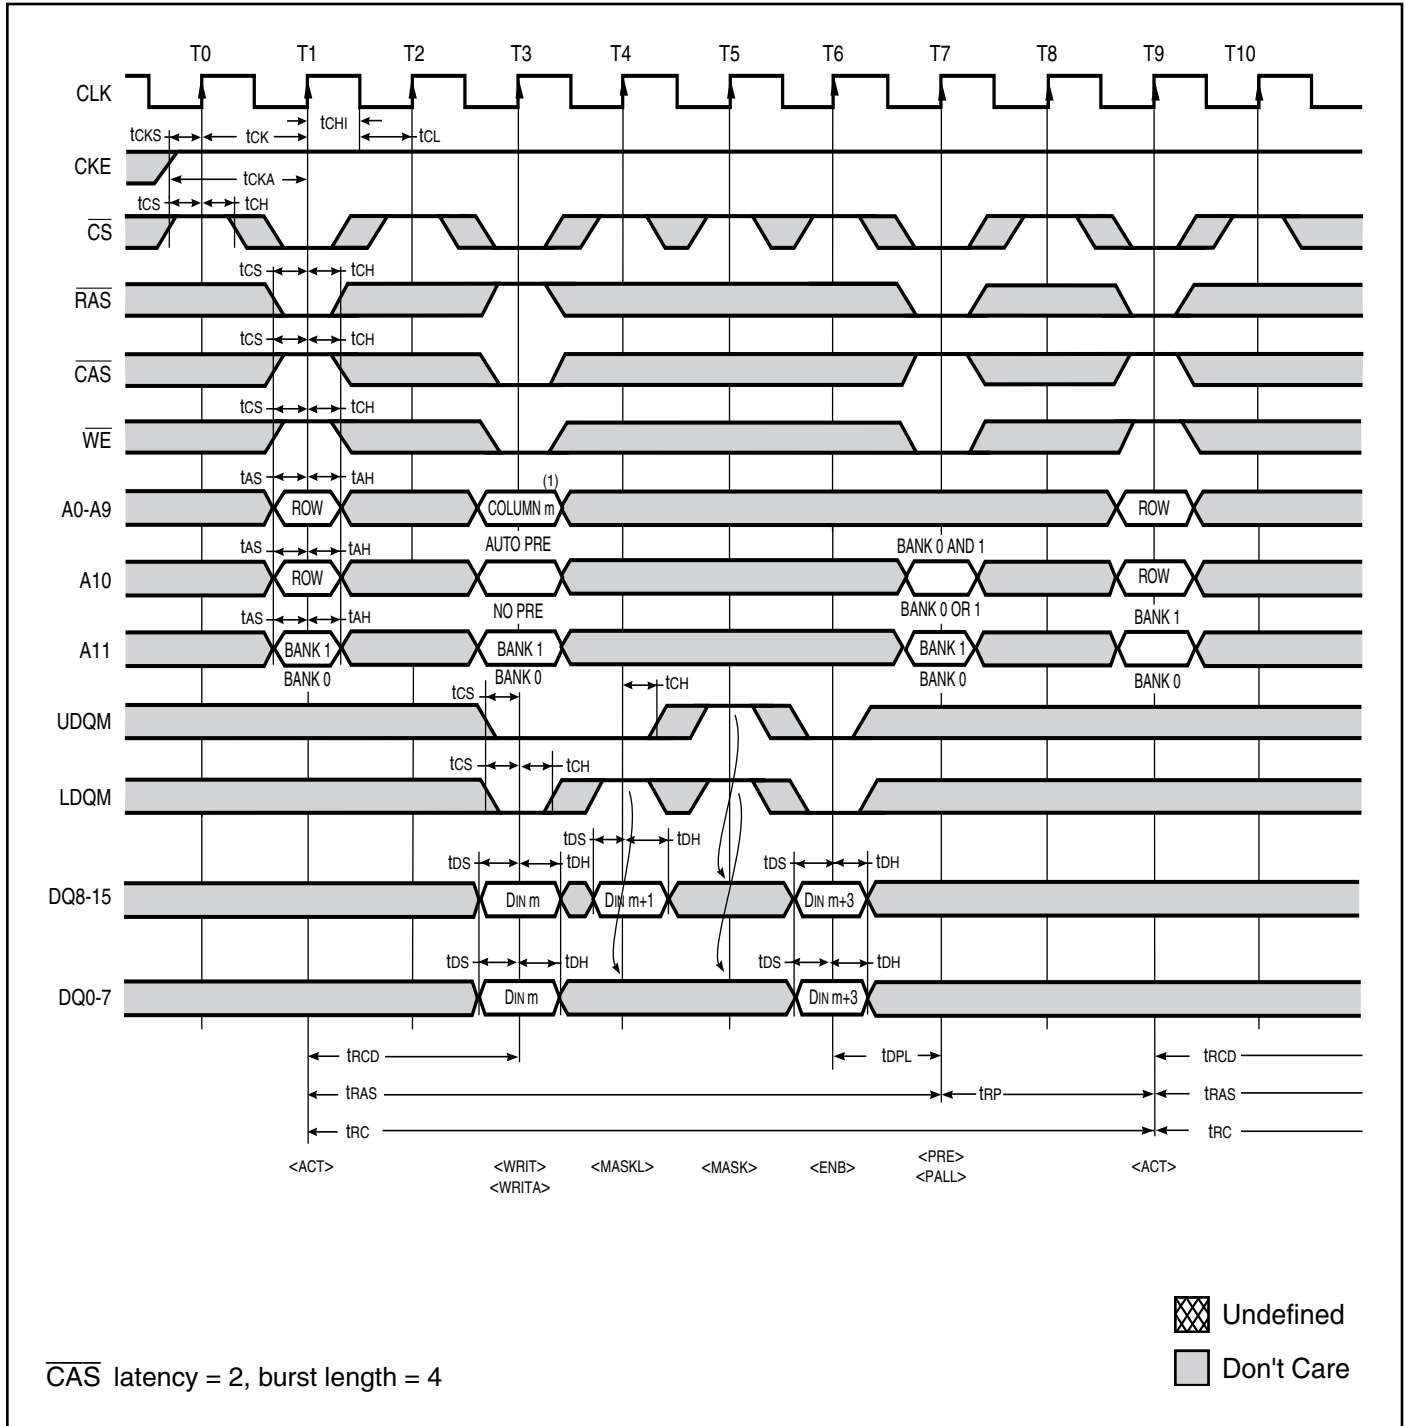 T0 T1 T2 T3 T4 T5 T6 T7 T8 T9 T10
CLK
tCHI
tCKS tCK tCL
CKE
tCKA
tCS tCH
CS
tCS tCH
RAS
tCS tCH
CAS
tCS tCH
WE
tAS tAH (1)
A0-A9 ROW COLUMN m ROW
tAS tAH AUTO PRE BANK 0 AND 1
A10 ROW ROW
NO PRE BANK 0 OR 1
tAS tAH BANK 1
A11 BANK 1 BANK 1 BANK 1
BANK 0 BANK 0 BANK 0 BANK 0
tCS tCH
UDQM
tCS tCH
LDQM
tDS tDH
tDS tDH tDS tDH
DQ8-15 DIN m DIN m+1 DIN m+3
tDS tDH tDS tDH
DQ0-7 DIN m DIN m+3
tRCD tDPL tRCD
tRAS tRP tRAS
tRC tRC
<ACT> <WRIT> <MASKL> <MASK> <ENB> <PRE> <ACT>
<WRITA> <PALL>
Undefined
Don't Care
CAS latency = 2, burst length = 4